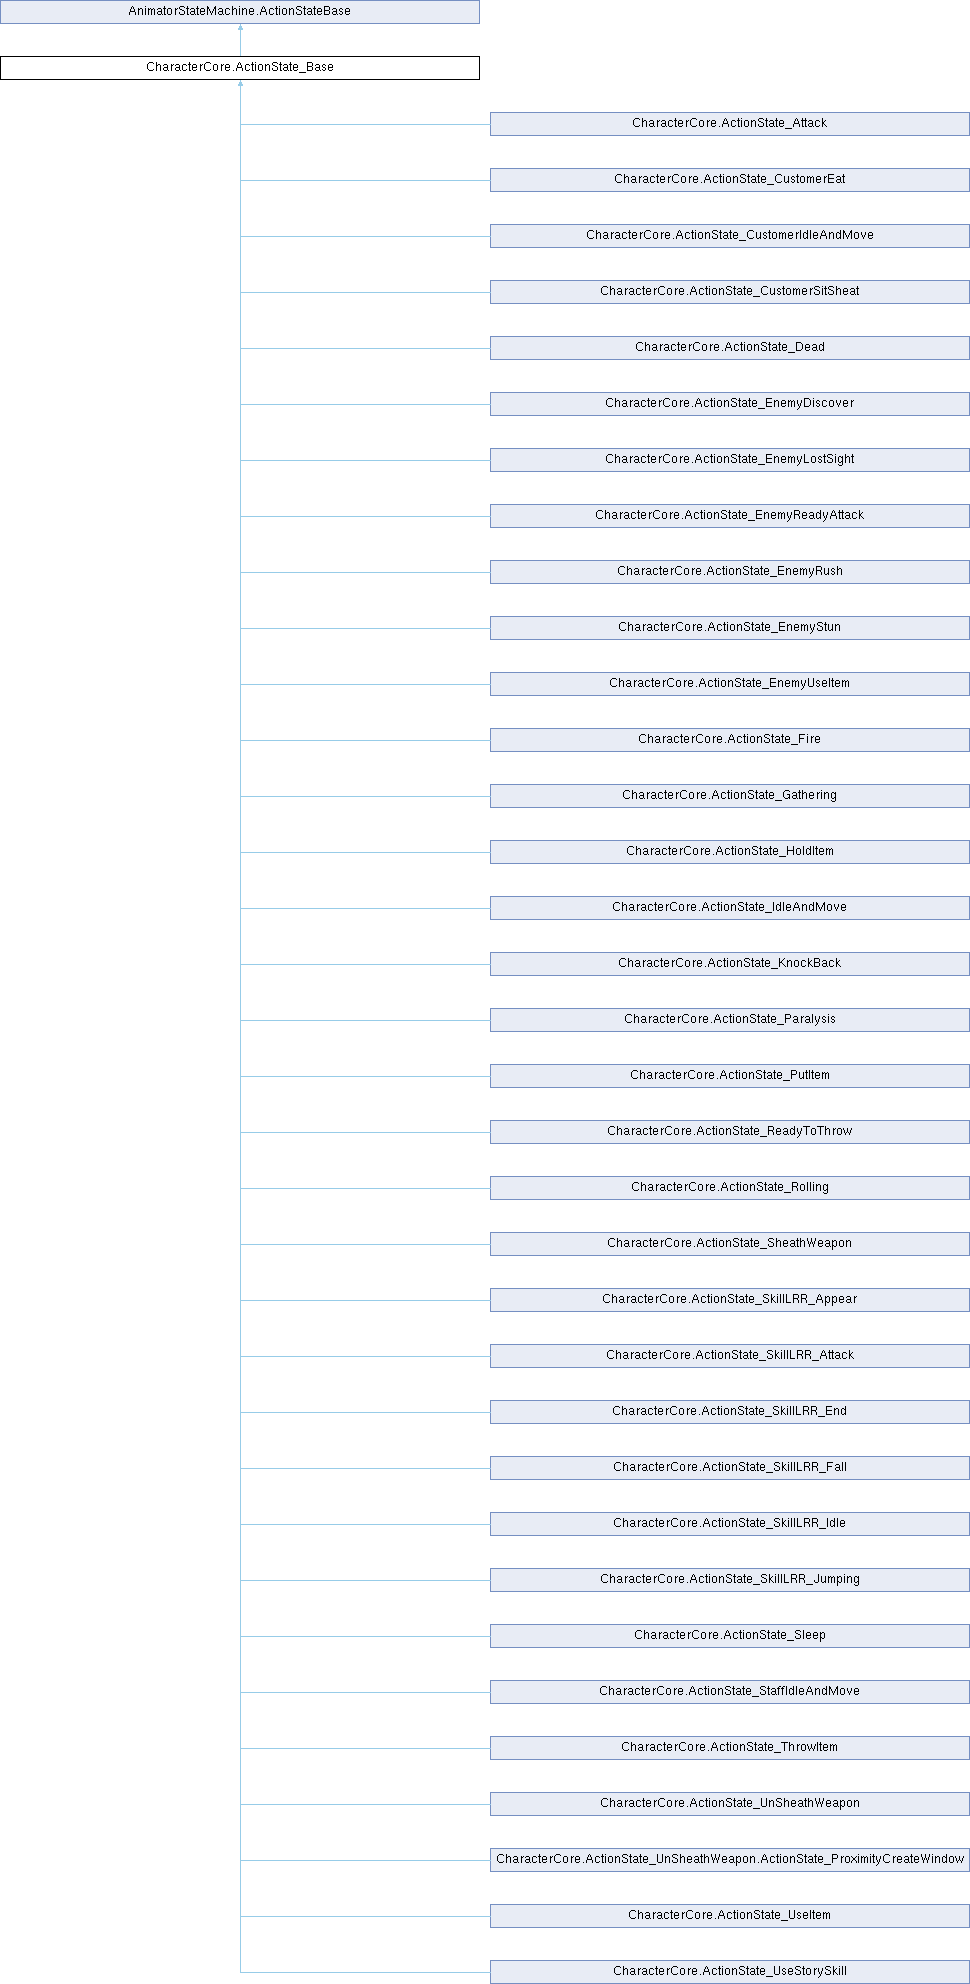 AnimatorStateMachine.ActionStateBase
CharacterCore.ActionState_Base
CharacterCore.ActionState_Attack
CharacterCore.ActionState_CustomerEat
CharacterCore.ActionState_CustomerIdleAndMove
CharacterCore.ActionState_CustomerSitSheat
CharacterCore.ActionState_Dead
CharacterCore.ActionState_EnemyDiscover
CharacterCore.ActionState_EnemyLostSight
CharacterCore.ActionState_EnemyReadyAttack
CharacterCore.ActionState_EnemyRush
CharacterCore.ActionState_EnemyStun
CharacterCore.ActionState_EnemyUseItem
CharacterCore.ActionState_Fire
CharacterCore.ActionState_Gathering
CharacterCore.ActionState_HoldItem
CharacterCore.ActionState_IdleAndMove
CharacterCore.ActionState_KnockBack
CharacterCore.ActionState_Paralysis
CharacterCore.ActionState_PutItem
CharacterCore.ActionState_ReadyToThrow
CharacterCore.ActionState_Rolling
CharacterCore.ActionState_SheathWeapon
CharacterCore.ActionState_SkillLRR_Appear
CharacterCore.ActionState_SkillLRR_Attack
CharacterCore.ActionState_SkillLRR_End
CharacterCore.ActionState_SkillLRR_Fall
CharacterCore.ActionState_SkillLRR_Idle
CharacterCore.ActionState_SkillLRR_Jumping
CharacterCore.ActionState_Sleep
CharacterCore.ActionState_StaffIdleAndMove
CharacterCore.ActionState_ThrowItem
CharacterCore.ActionState_UnSheathWeapon
CharacterCore.ActionState_UnSheathWeapon.ActionState_ProximityCreateWindow
CharacterCore.ActionState_UseItem
CharacterCore.ActionState_UseStorySkill